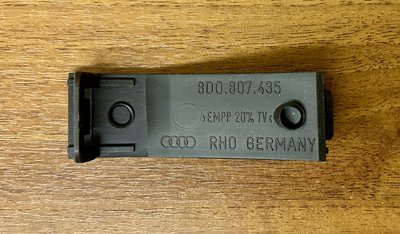 8D0.807.435
>EMPP 20% TV<
RHO GERMANY